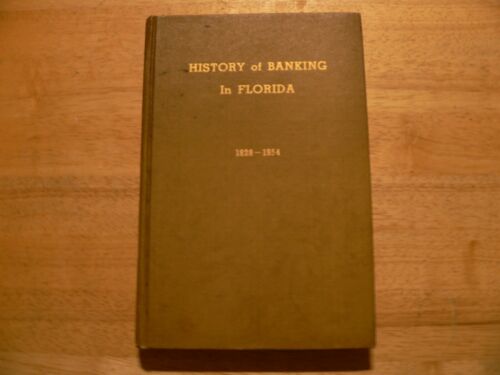 HISTORY of BANKING
In FLORIDA
1828-1954